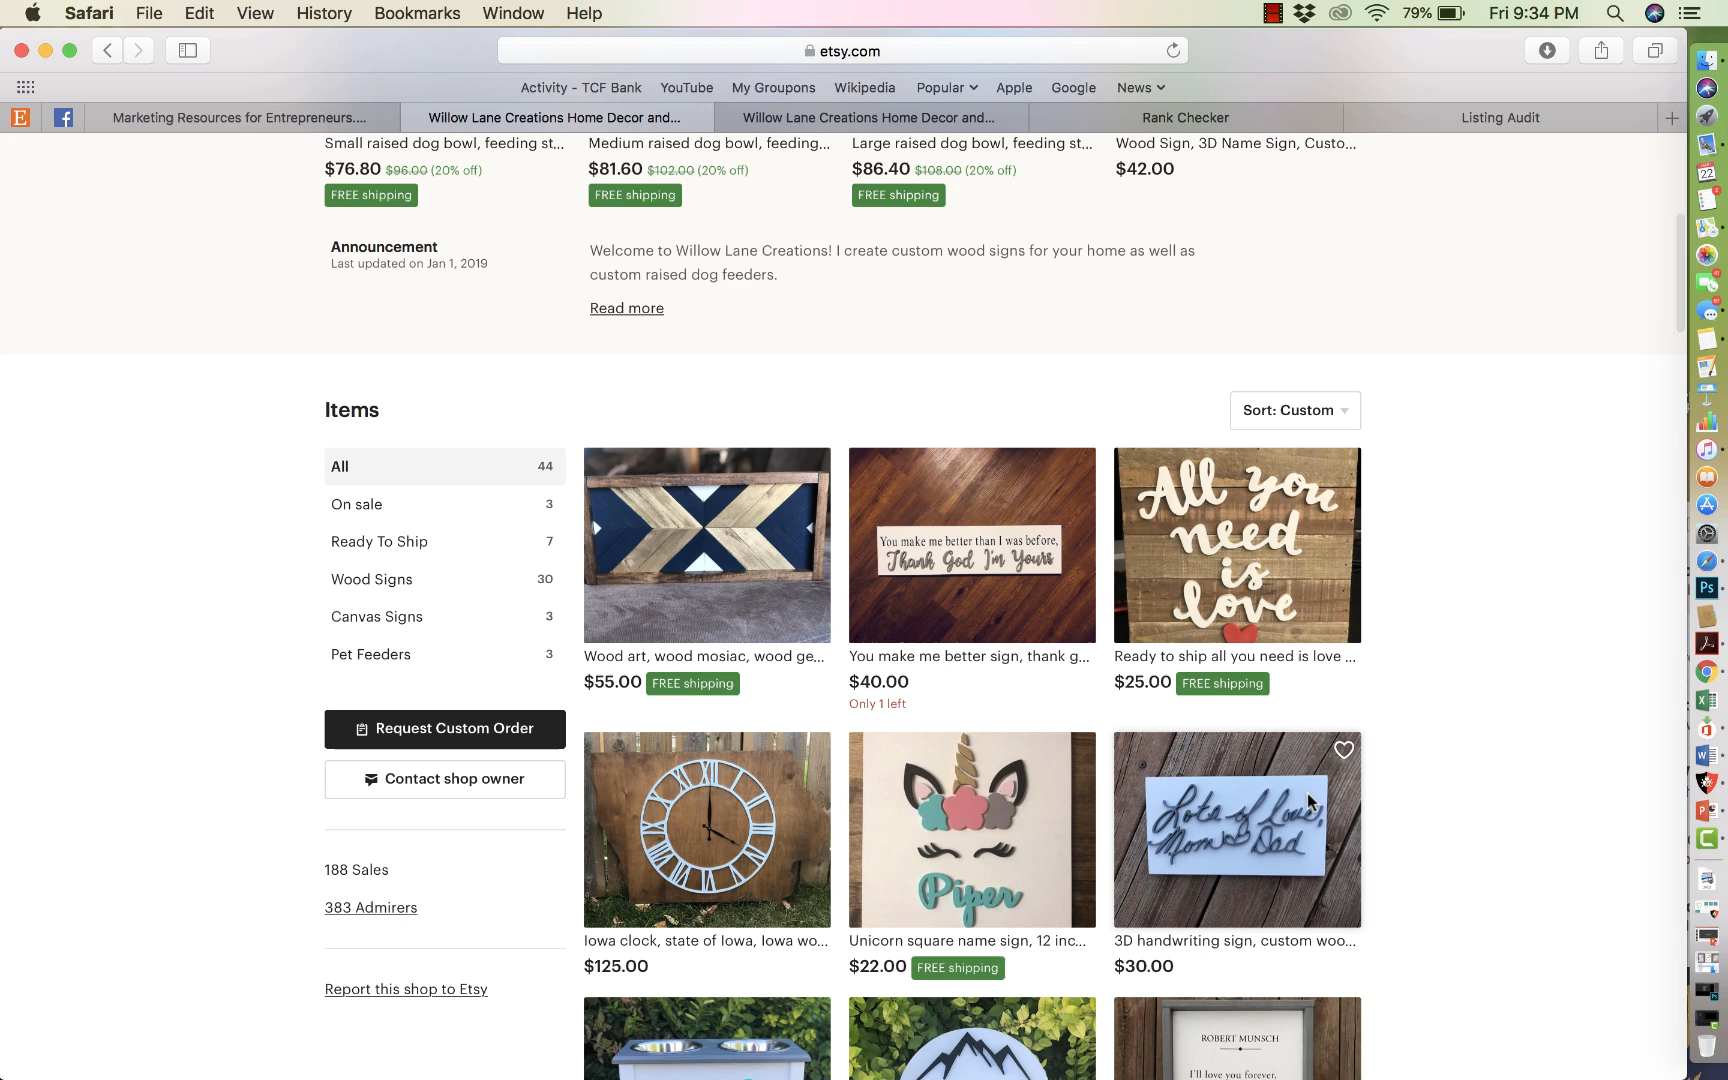 Safari File Edit View History Bookmarks Window Help 79% Fri 9:34 PM
etsy.com
Activity - TCF Bank YouTube My Groupons Wikipedia Popular Apple Google News
E f Marketing Resources for Entrepreneurs.... Willow Lane Creations Home Decor and... Willow Lane Creations Home Decor and... Rank Checker Listing Audit +
Small raised dog bowl, feeding st... Medium raised dog bowl, feeding... Large raised dog bowl, feeding st... Wood Sign, 3D Name Sign, Custo...
$76.80 $96.00 (20% off) $81.60 $102.00 (20% off) $86.40 $108.00 (20% off) $42.00
FREE shipping FREE shipping FREE shipping
Announcement
Last updated on Jan 1, 2019
Welcome to Willow Lane Creations! I create custom wood signs for your home as well as
custom raised dog feeders.
Read more
Items
Sort: Custom
All 44
On sale 3
Ready To Ship 7
Wood Signs 30
Canvas Signs 3
Pet Feeders 3
Request Custom Order
Contact shop owner
188 Sales
383 Admirers
Report this shop to Etsy
You make me better than I was before,
Thank God I'm Yours
All you
need
is
love
Wood art, wood mosiac, wood ge... You make me better sign, thank g... Ready to ship all you need is love ...
$55.00 FREE shipping $40.00 $25.00 FREE shipping
Only 1 left
XII
Piper
Lots of love,
Mom & Dad
Iowa clock, state of Iowa, Iowa wo... Unicorn square name sign, 12 inc... 3D handwriting sign, custom woo...
$125.00 $22.00 FREE shipping $30.00
ROBERT MUNSCH
I'll love you forever,
22
Ps